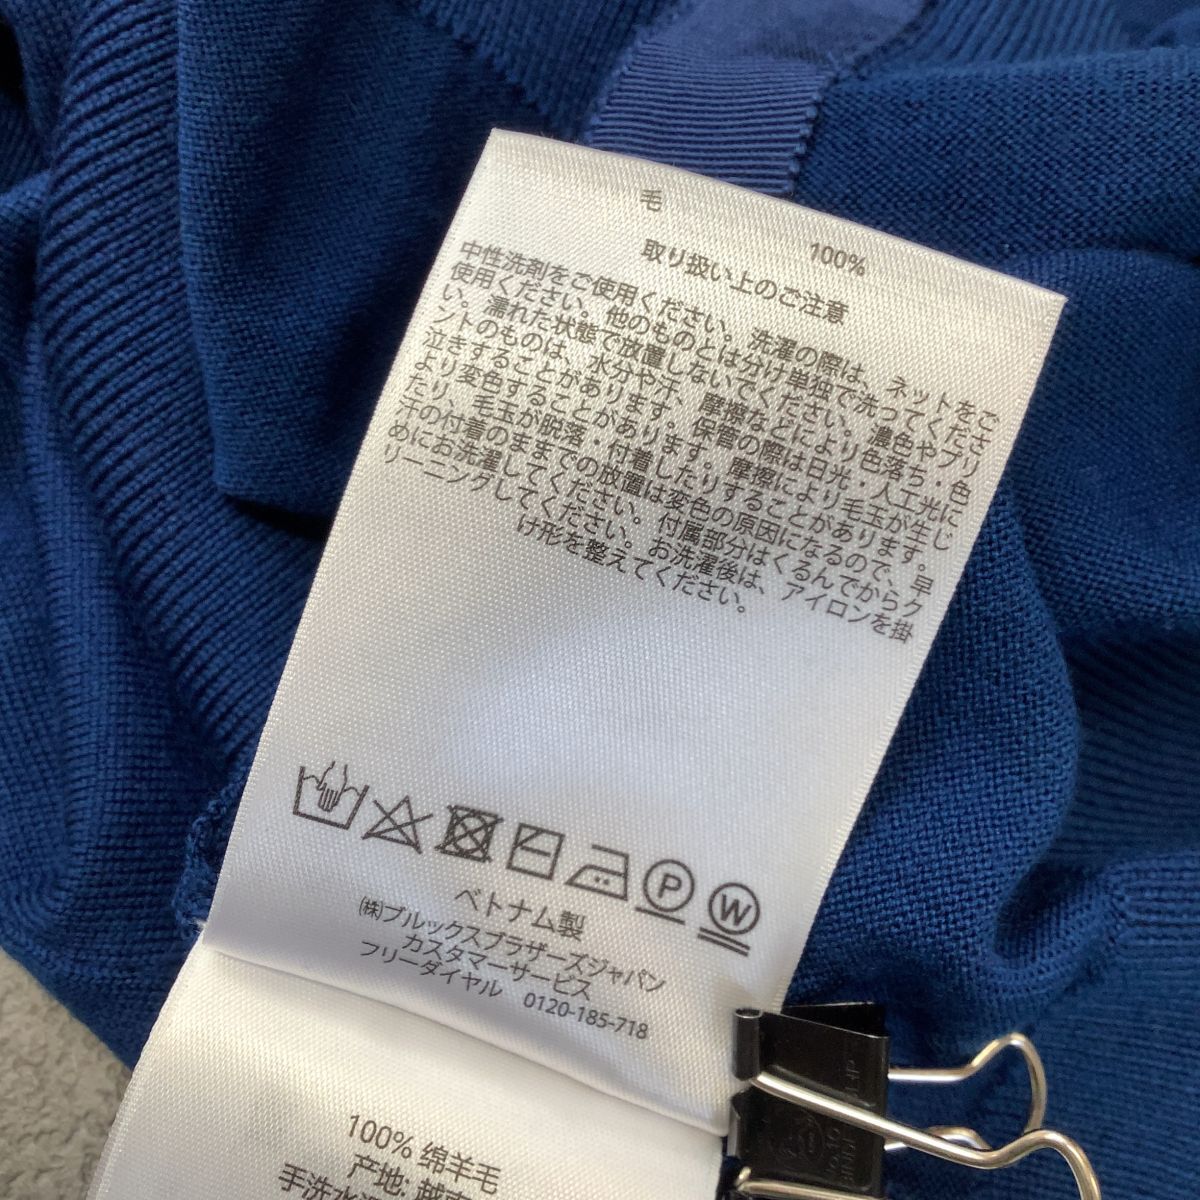 毛 100%
取り扱い上のご注意
中性洗剤をご使用ください。洗濯の際は、ネットをご
使用ください。他のものとは分け単独で洗ってくださ
い。濡れた状態で放置しないでください。濃色やプリ
ントのものは、水分や汗、摩擦などにより色落ち・色
泣きすることがあります。保管の際は日光・人工光に
より変色することがあります。摩擦により毛玉が生じ
たり、毛玉が脱落・付着したりすることがあります。
汗の付着のままでの放置は変色の原因になるので、早
めにお洗濯してください。付属部分はくるんでからク
リーニングしてください。お洗濯後は、アイロンを掛
け形を整えてください。
P
W
ベトナム製
㈱ブルックスブラザーズジャパン
カスタマーサービス
フリーダイヤル 0120-185-718
100% 绵羊毛
产地: 越南
手洗水温